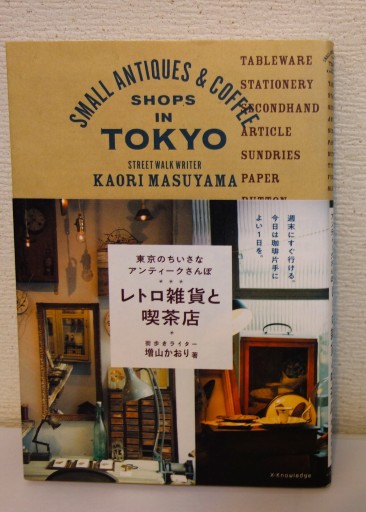 SMALL ANTIQUES & COFFEE
SHOPS
IN
TOKYO
STREET WALK WRITER
KAORI MASUYAMA
TABLEWARE
STATIONERY
SECONDHAND
ARTICLE
SUNDRIES
PAPER
BUTTON
週末にすぐ行ける。
今日は珈琲片手に
よい1日を。
東京のちいさな
アンティークさんぽ
レトロ雑貨と
喫茶店
街歩きライター
増山かおり 著
X-Knowledge